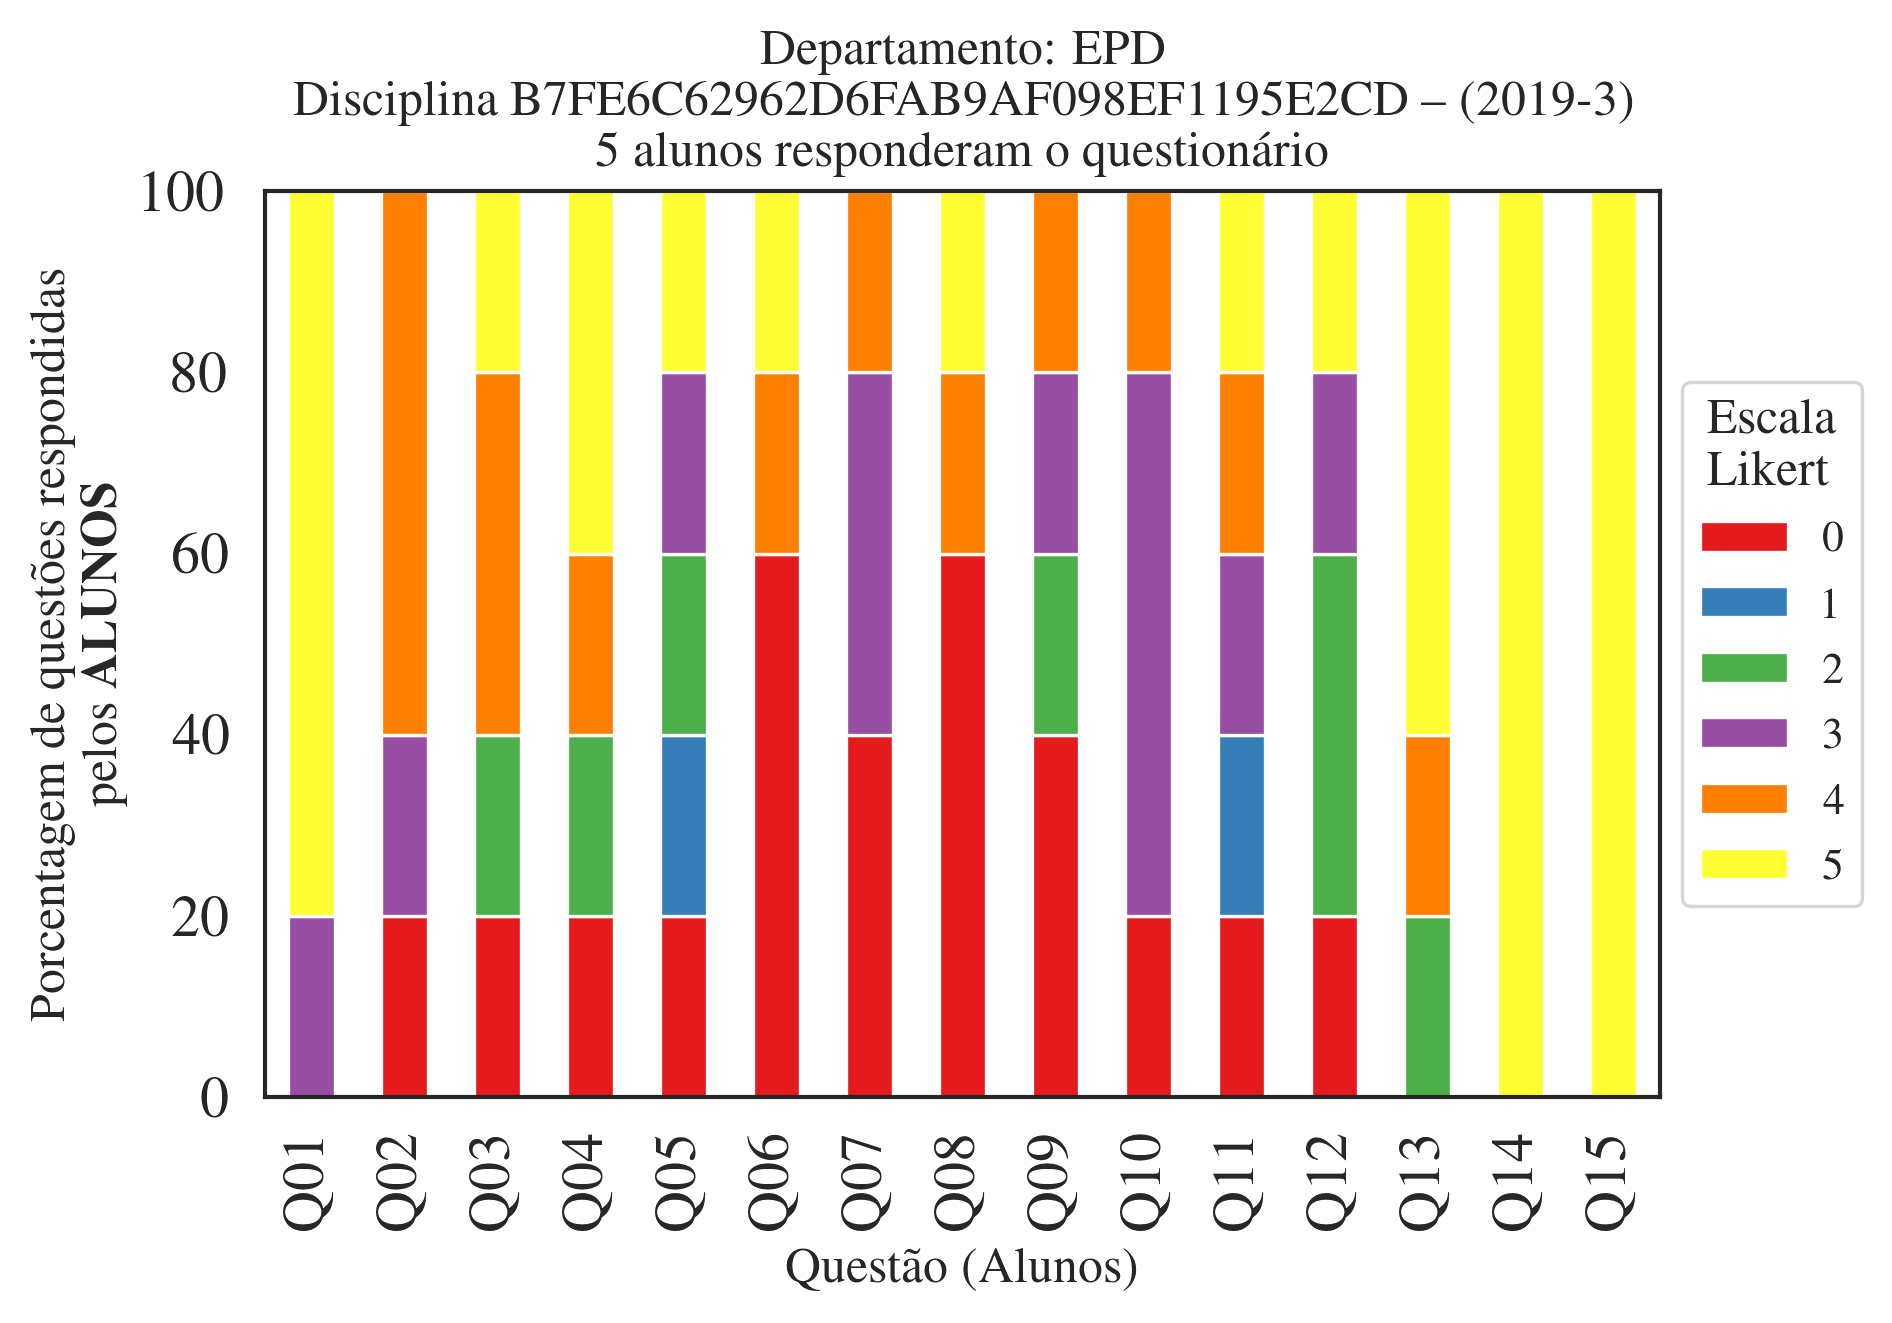 Departamento: EPD
Disciplina B7FE6C62962D6FAB9AF098EF1195E2CD – (2019-3)
5 alunos responderam o questionário
Porcentagem de questões respondidas
pelos ALUNOS
100
80
60
40
20
0
Q01
Q02
Q03
Q04
Q05
Q06
Q07
Q08
Q09
Q10
Q11
Q12
Q13
Q14
Q15
Questão (Alunos)
Escala
Likert
0
1
2
3
4
5